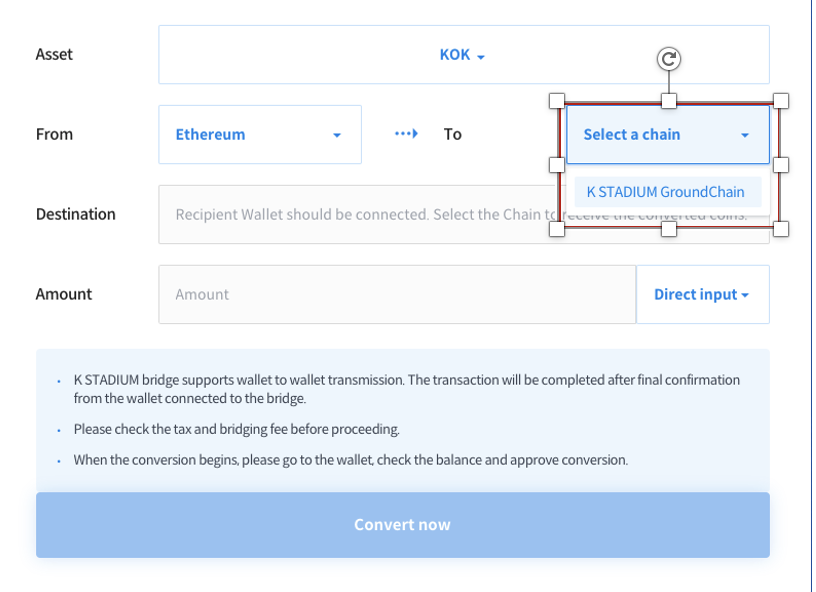 Asset
KOK
From
Ethereum
To
Select a chain
K STADIUM GroundChain
Destination
Recipient Wallet should be connected. Select the Chain to receive the converted coins.
Amount
Amount
Direct input
K STADIUM bridge supports wallet to wallet transmission. The transaction will be completed after final confirmation
from the wallet connected to the bridge.
Please check the tax and bridging fee before proceeding.
When the conversion begins, please go to the wallet, check the balance and approve conversion.
Convert now